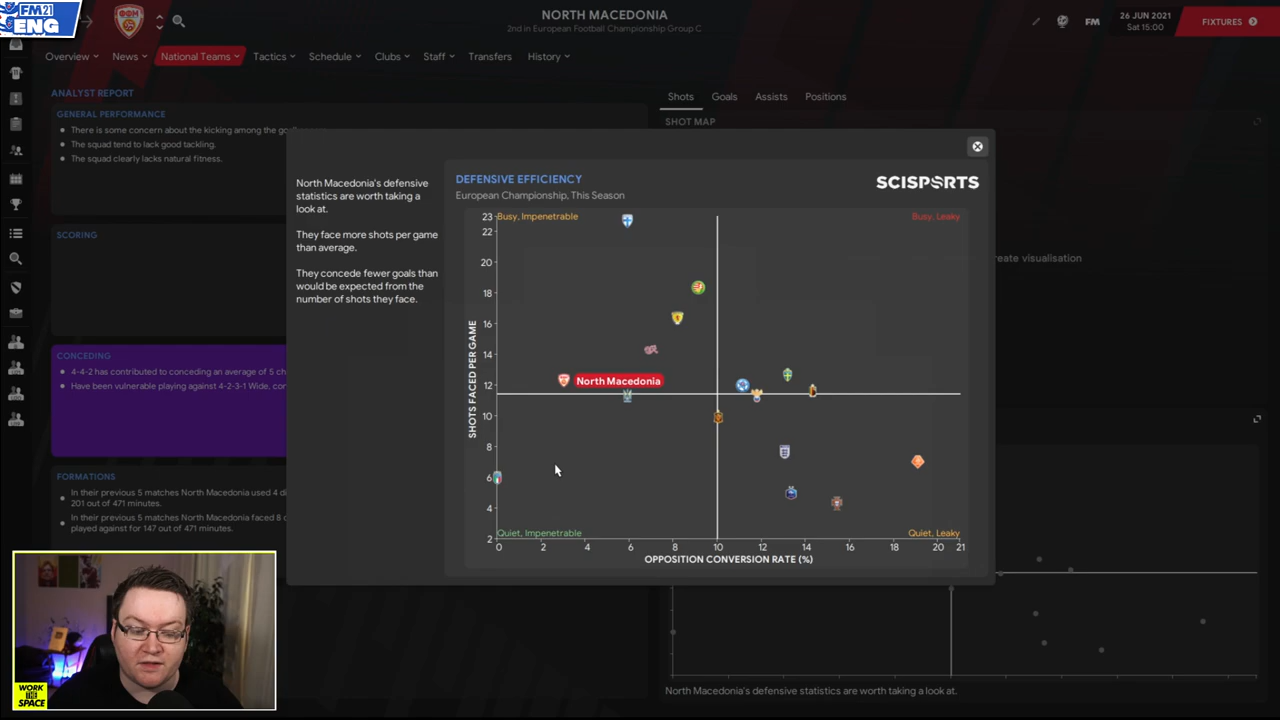 FM21
ENG
NORTH MACEDONIA
2nd in European Football Championship Group C
FM
26 JUN 2021
Sat 15:00
FIXTURES
Overview
News
National Teams
Tactics
Schedule
Clubs
Staff
Transfers
History
ANALYST REPORT
GENERAL PERFORMANCE
There is some concern about the kicking among the go
The squad tend to lack good tackling.
The squad clearly lacks natural fitness.
SCORING
CONCEDING
4-4-2 has contributed to conceding an average of 5 ch
Have been vulnerable playing against 4-2-3-1 Wide, con
FORMATIONS
In their previous 5 matches North Macedonia used 4 di
201 out of 471 minutes.
In their previous 5 matches North Macedonia faced 8 d
played against for 147 out of 471 minutes.
Shots
Goals
Assists
Positions
SHOT MAP
reate visualisation
North Macedonia's defensive
statistics are worth taking a
look at.
They face more shots per game
than average.
They concede fewer goals than
would be expected from the
number of shots they face.
DEFENSIVE EFFICIENCY
European Championship, This Season
SCISPORTS
Busy, Impenetrable
Busy, Leaky
23
22
20
18
16
14
12
10
8
6
4
2
SHOTS FACED PER GAME
North Macedonia
Quiet, Impenetrable
Quiet, Leaky
0
2
4
6
8
10
12
14
16
18
20
21
OPPOSITION CONVERSION RATE (%)
North Macedonia's defensive statistics are worth taking a look at.
WORK
THE
SPACE